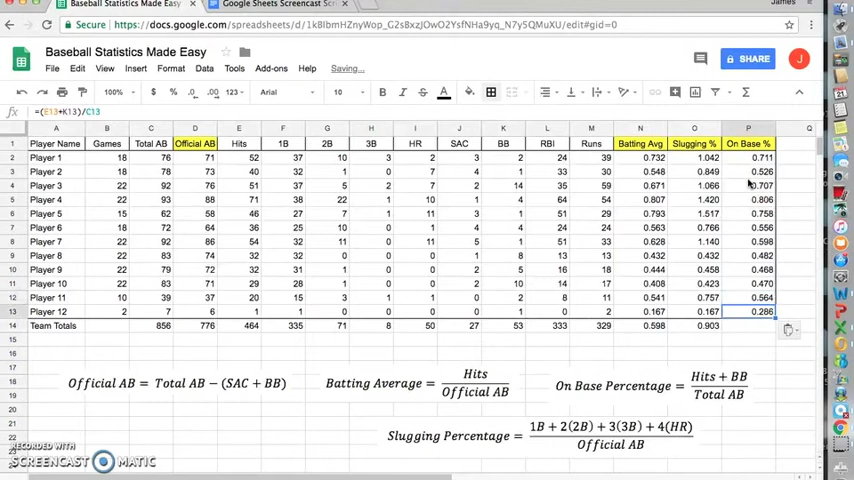 Baseball Statistics Made Easy
Google Sheets Screencast Scr
James
Secure https://docs.google.com/spreadsheets/d/1kBIbmHZnyWop_G2sBxzJOwO2YsfNHa9yq_N7y5QMuXU/edit#gid=0
Baseball Statistics Made Easy
SHARE
J
File Edit View Insert Format Data Tools Add-ons Help Saving...
100% $ % .0 .00 123 Arial 10 B I S A
fx =(E13+K13)/C13
A B C D E F G H I J K L M N O P Q
1 Player Name Games Total AB Official AB Hits 1B 2B 3B HR SAC BB RBI Runs Batting Avg Slugging % On Base %
2 Player 1 18 76 71 52 37 10 3 2 3 2 24 39 0.732 1.042 0.711
3 Player 2 18 78 73 40 32 1 0 7 4 1 33 30 0.548 0.849 0.526
4 Player 3 22 92 76 51 37 5 2 7 2 14 35 59 0.671 1.066 0.707
5 Player 4 22 93 88 71 38 22 1 10 1 4 64 54 0.807 1.420 0.806
6 Player 5 15 62 58 46 27 7 1 11 3 1 51 29 0.793 1.517 0.758
7 Player 6 18 72 64 36 25 10 0 1 4 4 24 24 0.563 0.766 0.556
8 Player 7 22 92 86 54 32 11 0 11 5 1 51 33 0.628 1.140 0.598
9 Player 8 22 83 74 32 32 0 0 0 1 8 13 13 0.432 0.432 0.482
10 Player 9 22 79 72 32 31 1 0 0 2 5 16 18 0.444 0.458 0.468
11 Player 10 22 83 71 29 28 1 0 0 2 10 14 17 0.408 0.423 0.470
12 Player 11 10 39 37 20 15 3 1 1 0 2 8 11 0.541 0.757 0.564
13 Player 12 2 7 6 1 1 0 0 0 0 1 0 2 0.167 0.167 0.286
14 Team Totals 856 776 464 335 71 8 50 27 53 333 329 0.598 0.903
15
16
17
18
19
20
21
22
Official AB = Total AB − (SAC + BB)
Batting Average = Hits / Official AB
On Base Percentage = Hits + BB / Total AB
Slugging Percentage = 1B + 2(2B) + 3(3B) + 4(HR) / Official AB
RECORDED WITH
SCREENCAST MATIC